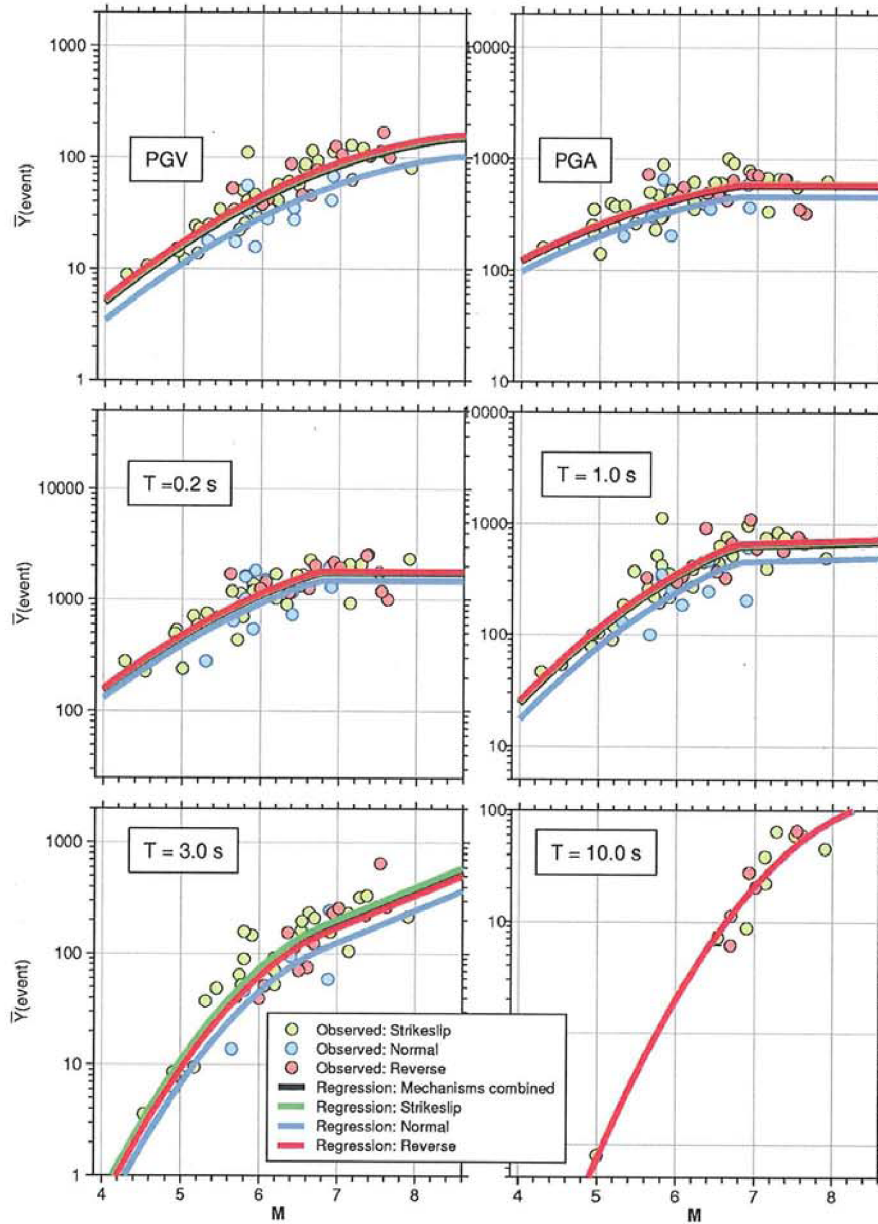 1000
100
10
1
Y(event)
PGV
10000
1000
100
10
PGA
10000
1000
100
Y(event)
T = 0.2 s
10000
1000
100
10
T = 1.0 s
1000
100
10
1
Y(event)
T = 3.0 s
100
10
T = 10.0 s
Observed: Strikeslip
Observed: Normal
Observed: Reverse
Regression: Mechanisms combined
Regression: Strikeslip
Regression: Normal
Regression: Reverse
4 5 6 7 8
M
4 5 6 7 8
M